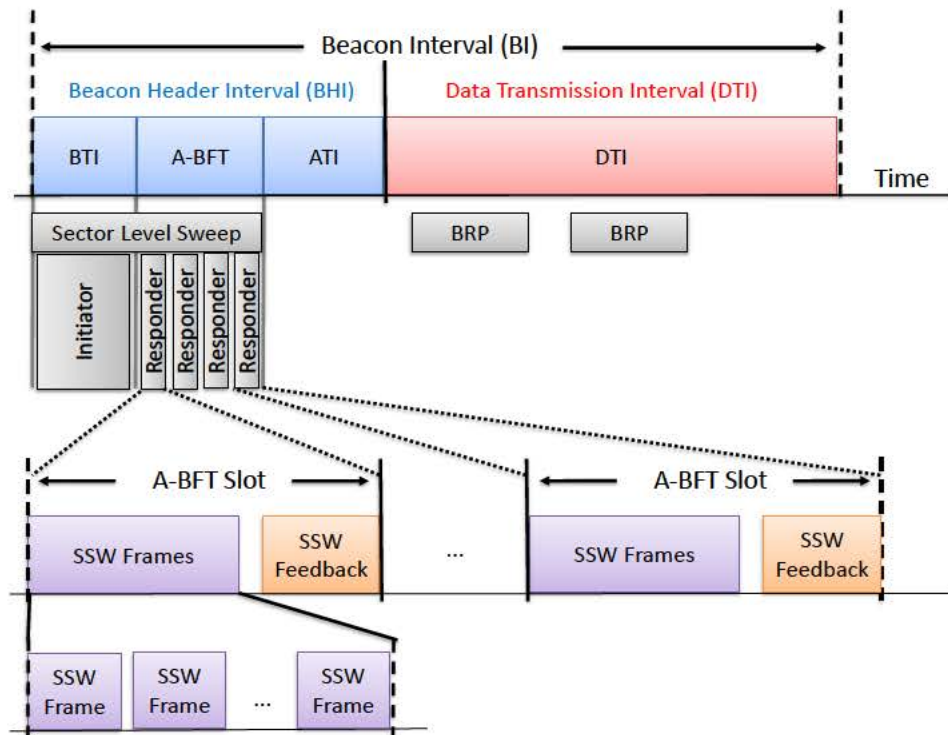 Beacon Interval (BI)
Beacon Header Interval (BHI)
Data Transmission Interval (DTI)
BTI
A-BFT
ATI
DTI
Time
Sector Level Sweep
BRP
BRP
Initiator
Responder
Responder
Responder
Responder
A-BFT Slot
A-BFT Slot
SSW Frames
SSW
Feedback
...
SSW Frames
SSW
Feedback
SSW
Frame
SSW
Frame
...
SSW
Frame